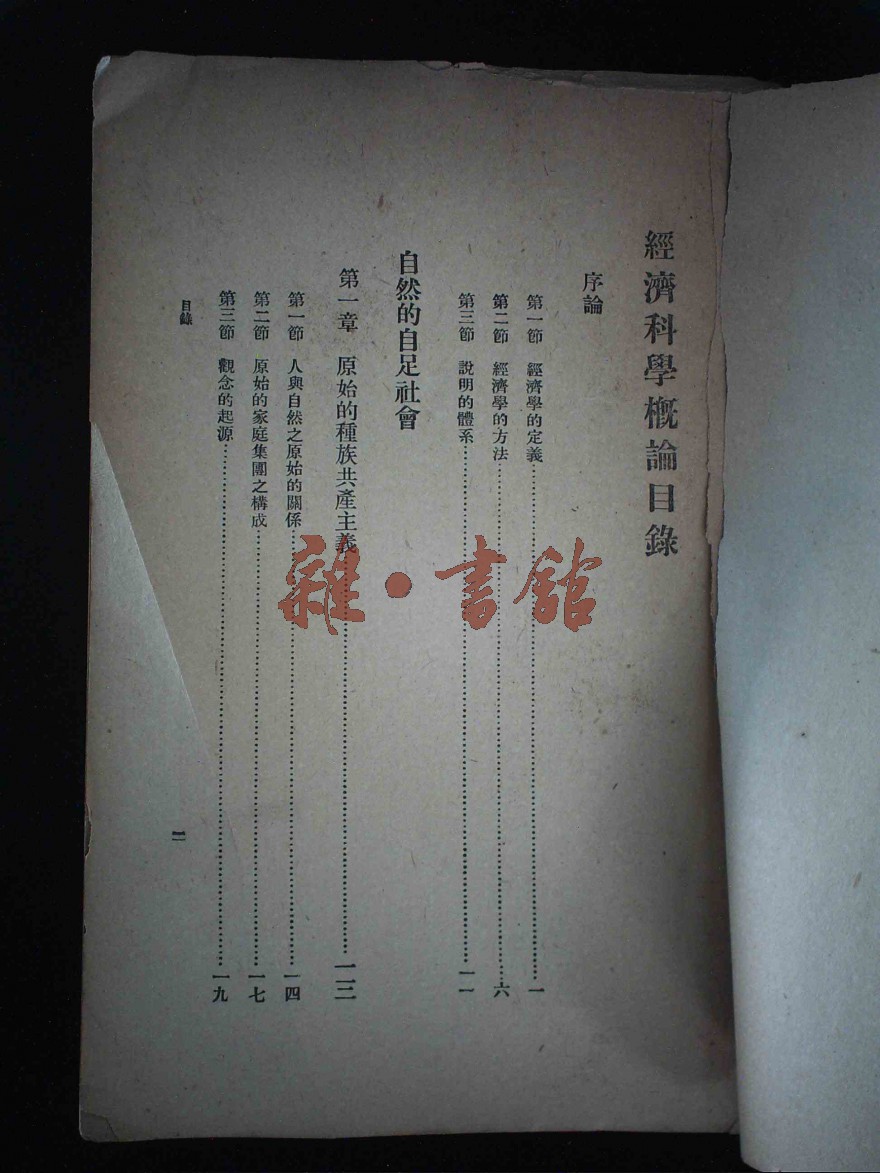 經濟科學概論目錄
序論
第一節 經濟學的定義……一
第二節 經濟學的方法……六
第三節 說明的體系……一一
自然的自足社會
第一章 原始的種族共產主義……一三
第一節 人與自然之原始的關係……一四
第二節 原始的家庭集團之構成……一七
第三節 觀念的起源……一九
目錄
一
雜·書館